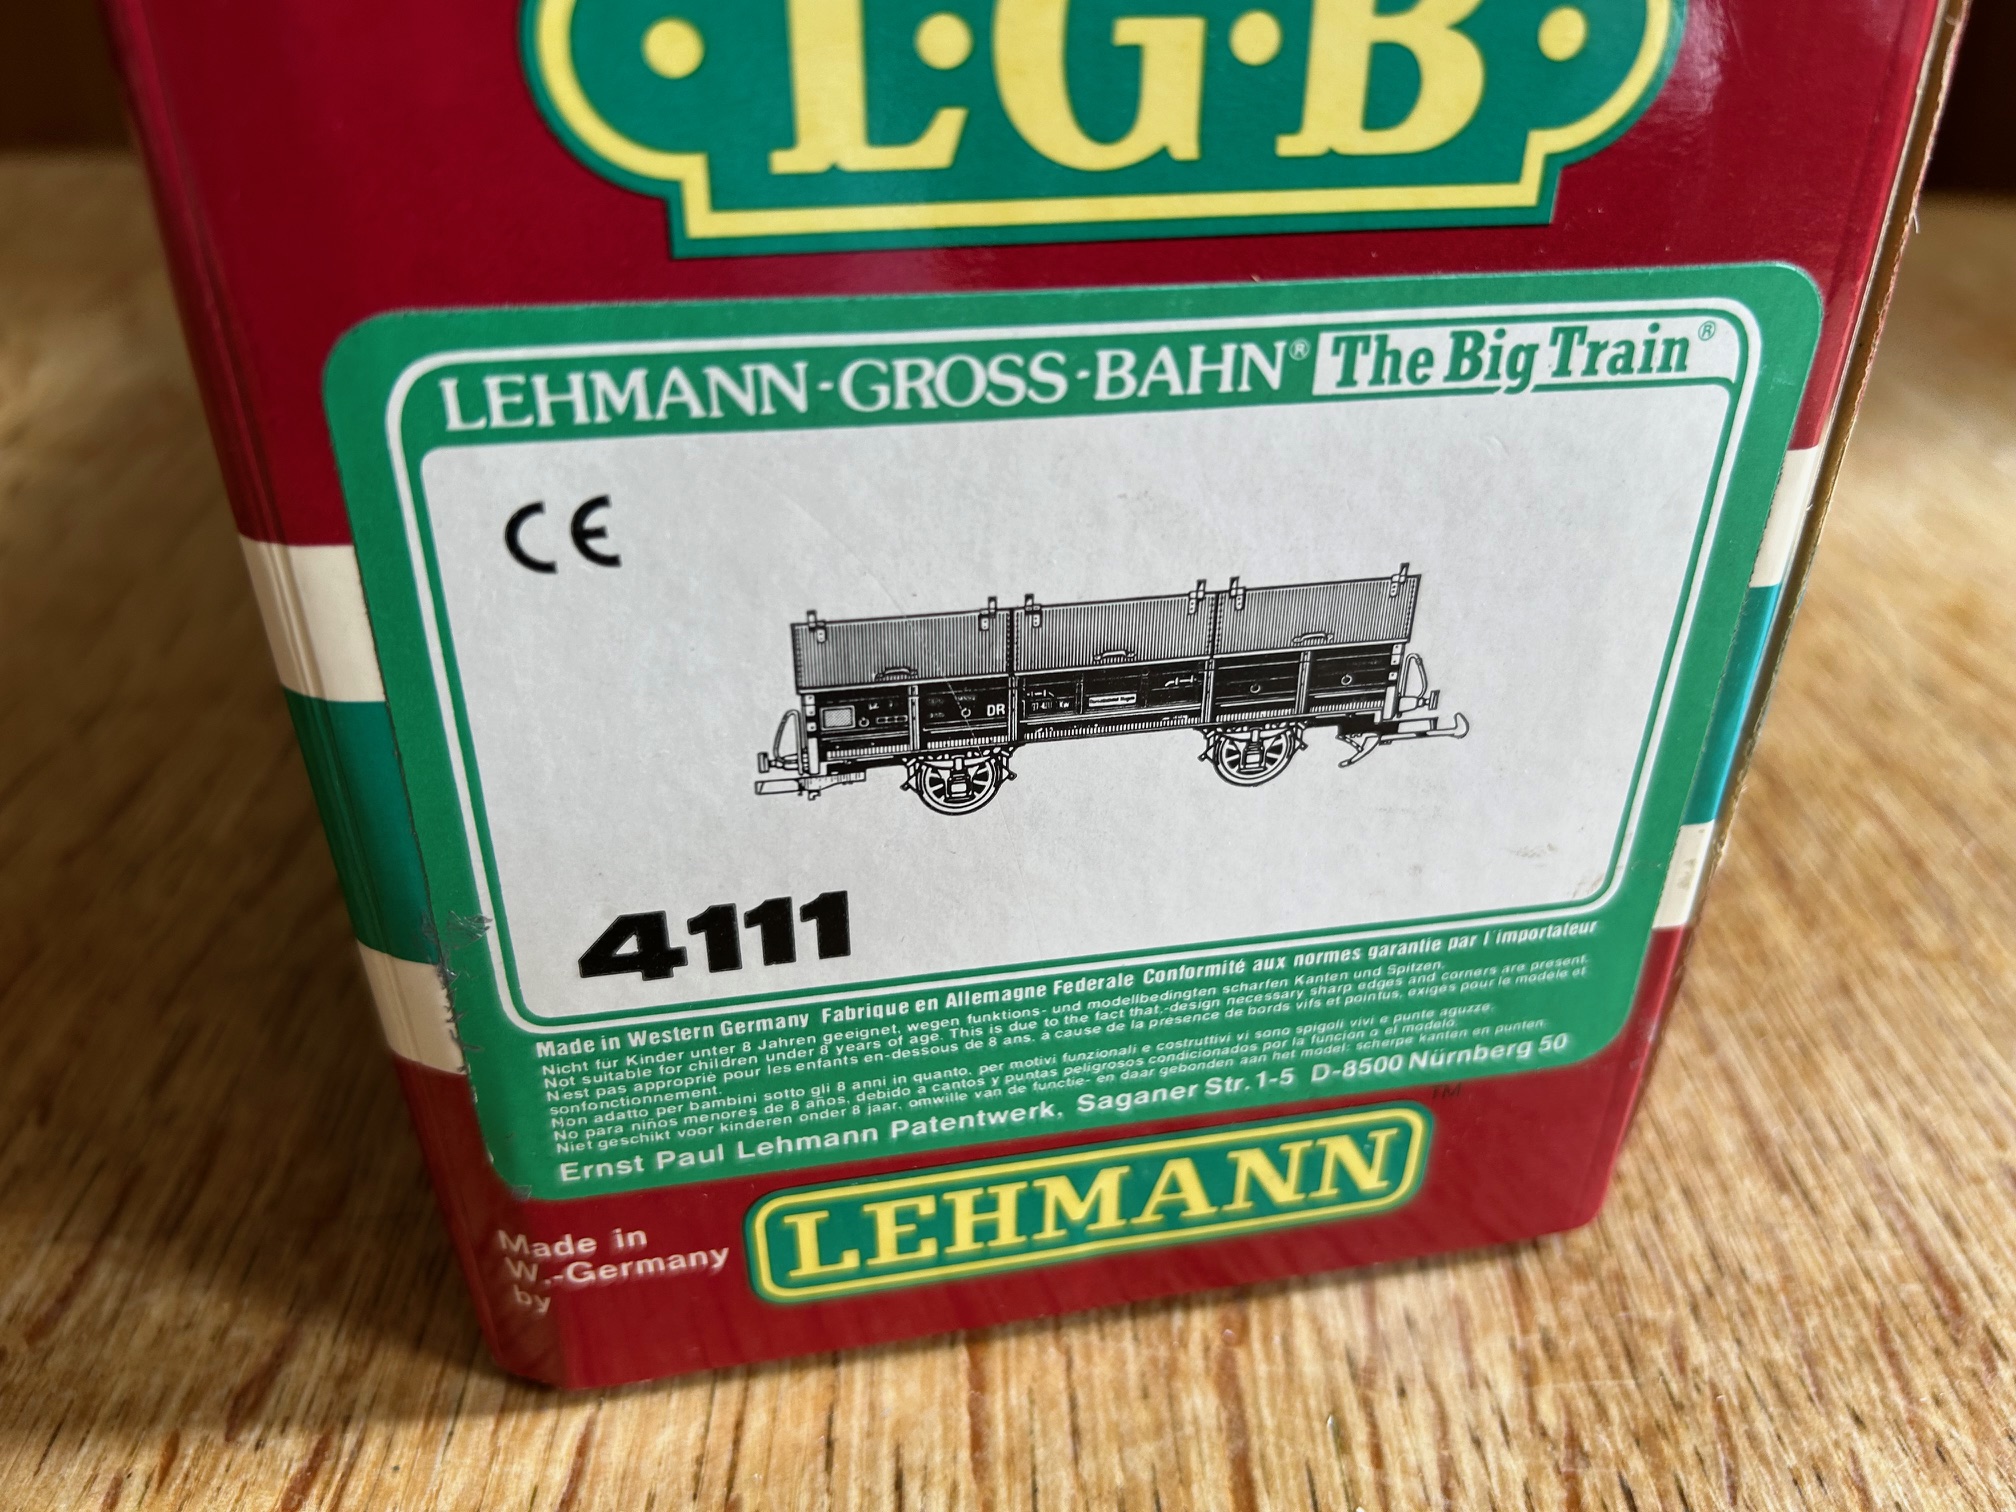 L·G·B
LEHMANN-GROSS-BAHN® The Big Train®
CE
DR
4111
Made in Western Germany Fabrique en Allemagne Federale Conformité aux normes garantie par l'importateur
Nicht für Kinder unter 8 Jahren geeignet, wegen funktions- und modellbedingten scharfen Kanten und Spitzen.
Not suitable for children under 8 years of age. This is due to the fact that,-design necessary sharp edges and corners are present.
N'est pas approprié pour les enfants en-dessous de 8 ans, à cause de la présence de bords vifs et pointus, exigés pour le modèle et
sonfonctionnement.
Non adatto per bambini sotto gli 8 anni in quanto, per motivi funzionali e costruttivi vi sono spigoli vivi e punte aguzze.
No para niños menores de 8 años, debido a cantos y puntas peligrosos condicionados por la funcion o el modelo.
Niet geschikt voor kinderen onder 8 jaar, omwille van de functie- en daar gebonden aan het model: scherpe kanten en punten.
Ernst Paul Lehmann Patentwerk, Saganer Str. 1-5 D-8500 Nürnberg 50
TM
Made in
W.-Germany
by
LEHMANN